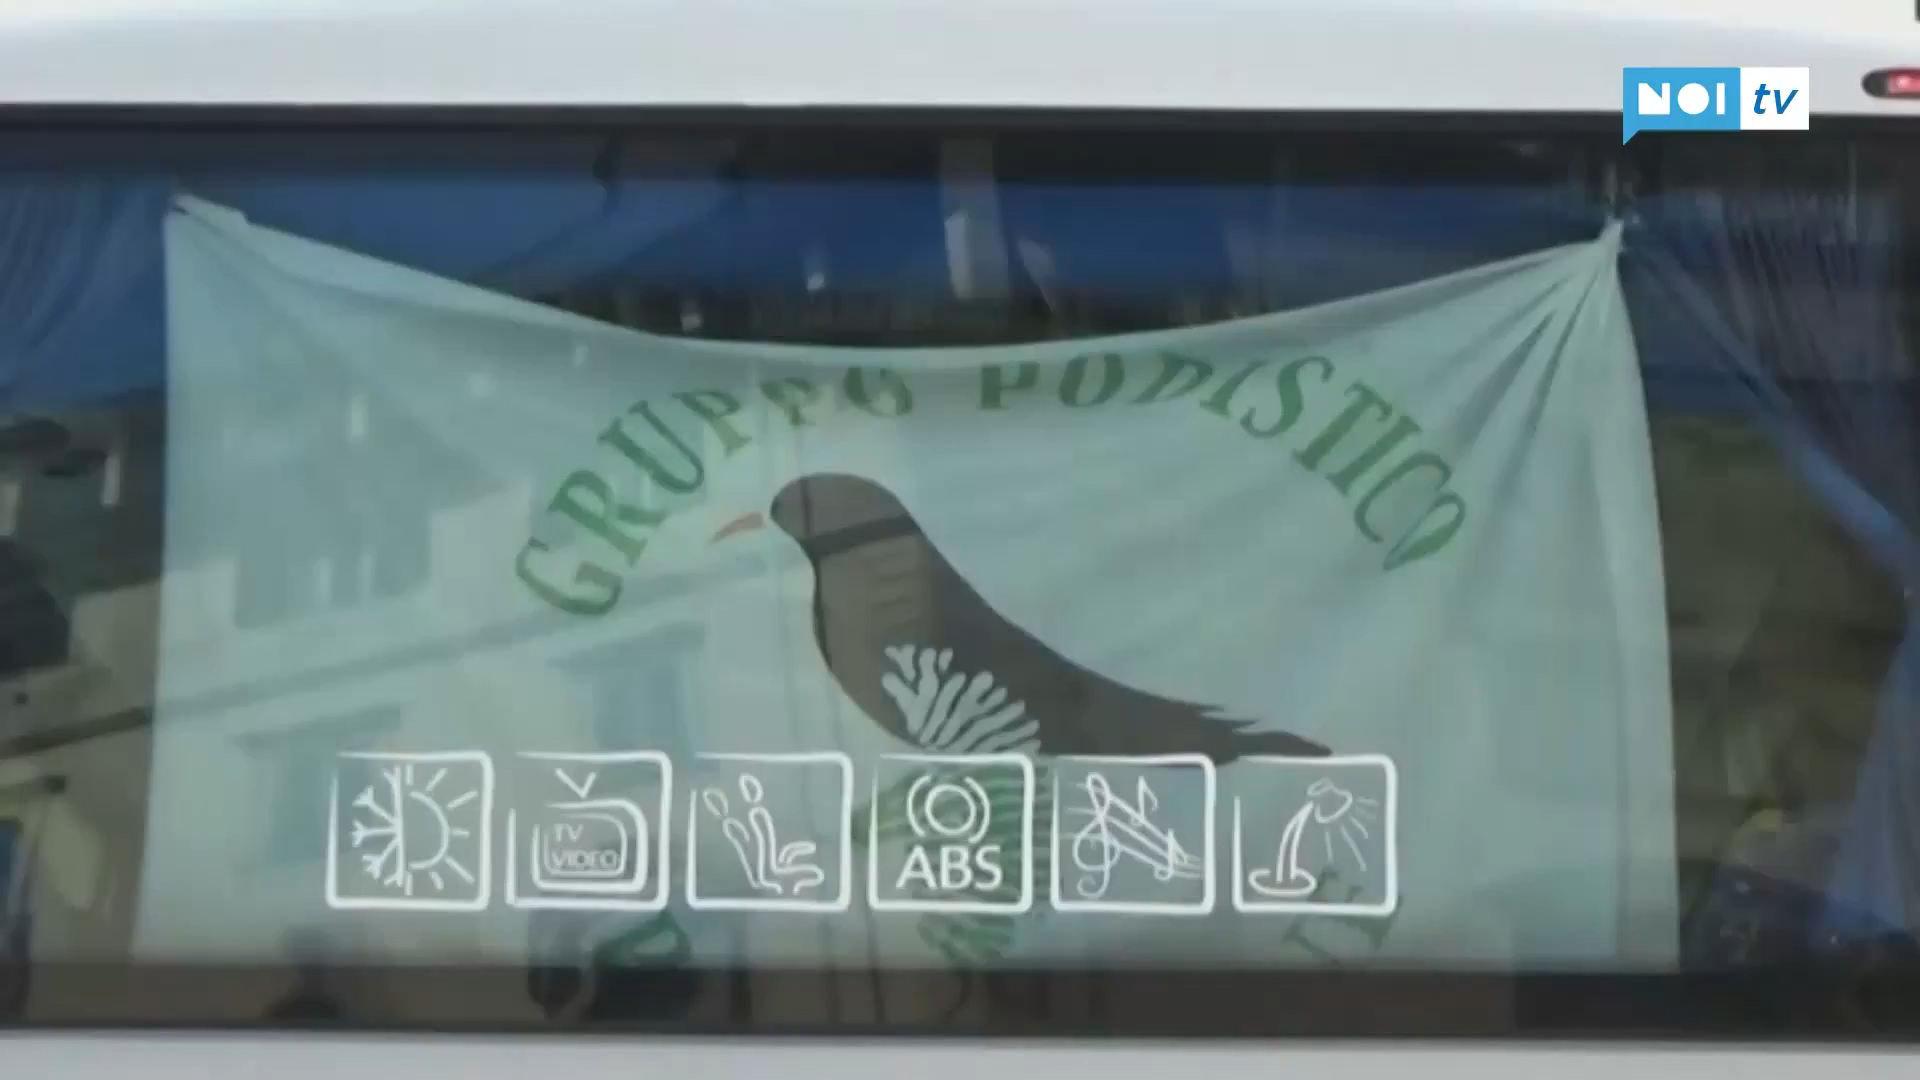 NOI tv
GRUPPO PODISTICO
TV
VIDEO
ABS